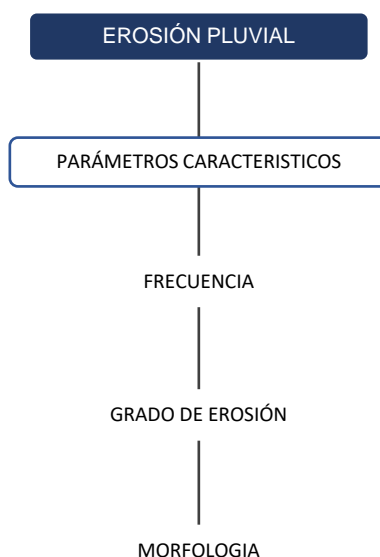 EROSIÓN PLUVIAL
PARÁMETROS CARACTERISTICOS
FRECUENCIA
GRADO DE EROSIÓN
MORFOLOGIA